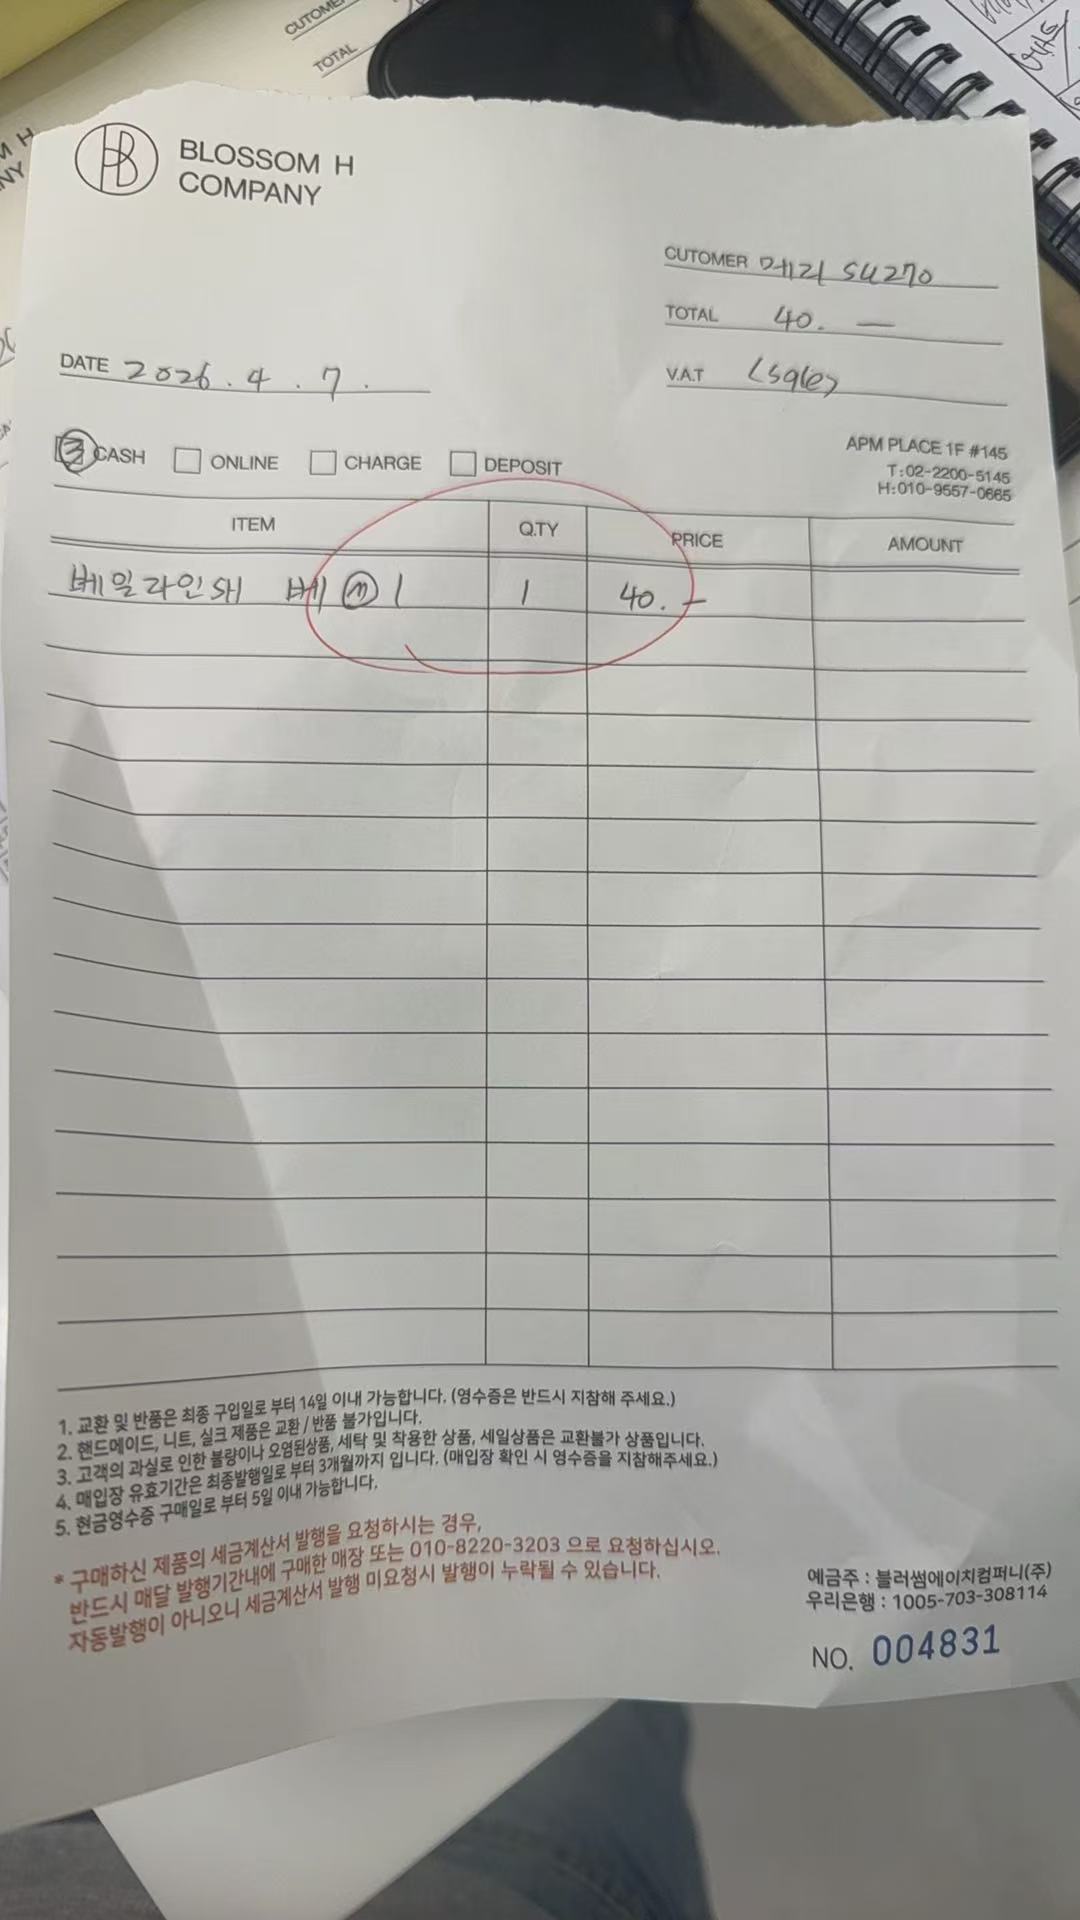 BLOSSOM H
COMPANY
CUTOMER 메리 SU270
TOTAL 40. —
DATE 2026. 4. 7.
V.A.T <sale>
CASH ONLINE CHARGE DEPOSIT
APM PLACE 1F #145
T:02-2200-5145
H:010-9557-0665
ITEM Q.TY PRICE AMOUNT
베일라인SH 베 1 1 40. —
1. 교환 및 반품은 최종 구입일로 부터 14일 이내 가능합니다. (영수증은 반드시 지참해 주세요.)
2. 핸드메이드, 니트, 실크 제품은 교환 / 반품 불가입니다.
3. 고객의 과실로 인한 불량이나 오염된상품, 세탁 및 착용한 상품, 세일상품은 교환불가 상품입니다.
4. 매입장 유효기간은 최종발행일로 부터 3개월까지 입니다. (매입장 확인 시 영수증을 지참해주세요.)
5. 현금영수증 구매일로 부터 5일 이내 가능합니다.
* 구매하신 제품의 세금계산서 발행을 요청하시는 경우,
반드시 매달 발행기간내에 구매한 매장 또는 010-8220-3203 으로 요청하십시오.
자동발행이 아니오니 세금계산서 발행 미요청시 발행이 누락될 수 있습니다.
예금주 : 블러썸에이치컴퍼니(주)
우리은행 : 1005-703-308114
NO. 004831
CUTOMER
TOTAL